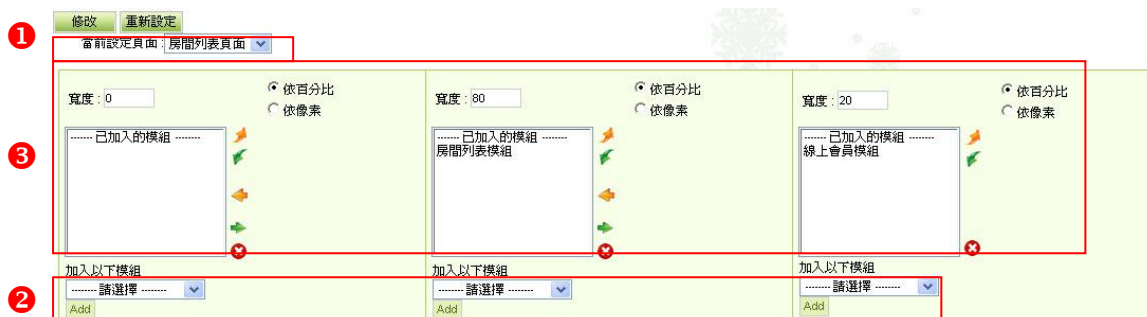 修改 重新設定
❶ 當前設定頁面 : 房間列表頁面
寬度 : 0 依百分比 依像素
------- 已加入的模組 --------
加入以下模組
-------- 請選擇 --------
Add
寬度 : 80 依百分比 依像素
------- 已加入的模組 --------
房間列表模組
加入以下模組
-------- 請選擇 --------
Add
寬度 : 20 依百分比 依像素
------- 已加入的模組 --------
線上會員模組
加入以下模組
-------- 請選擇 --------
Add
❸
❷